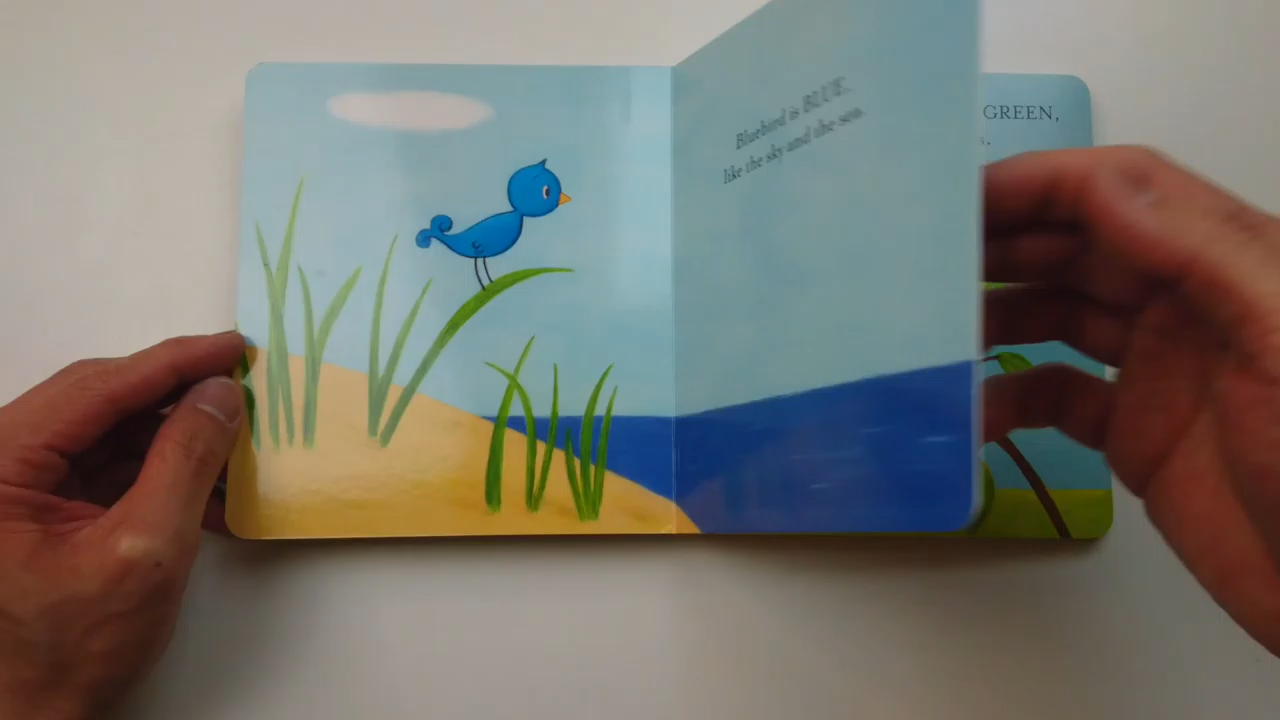 Bluebird is BLUE,
like the sky and the sea.
GREEN,
s.